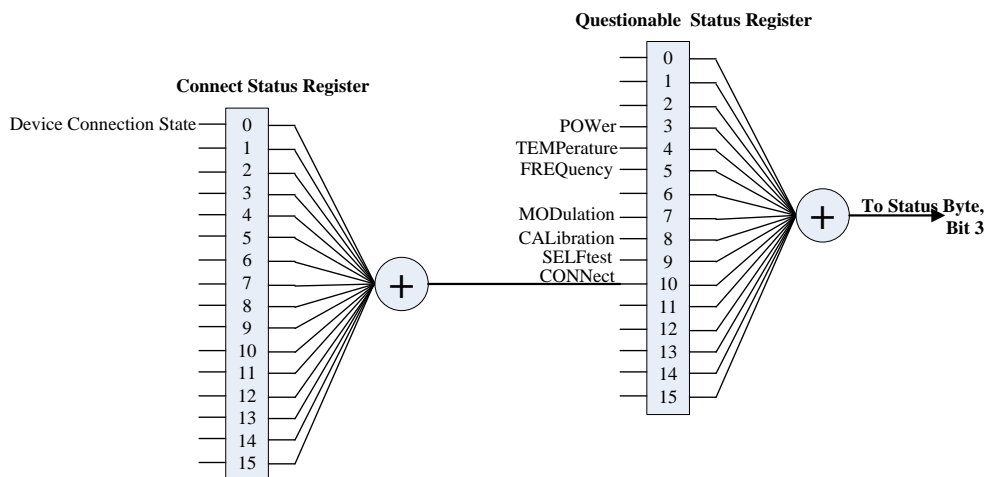 Questionable Status Register
Connect Status Register
Device Connection State
0
1
2
3
4
5
6
7
8
9
10
11
12
13
14
15
+
POWer
TEMPerature
FREQuency
MODulation
CALibration
SELFtest
CONNect
0
1
2
3
4
5
6
7
8
9
10
11
12
13
14
15
+
To Status Byte,
Bit 3